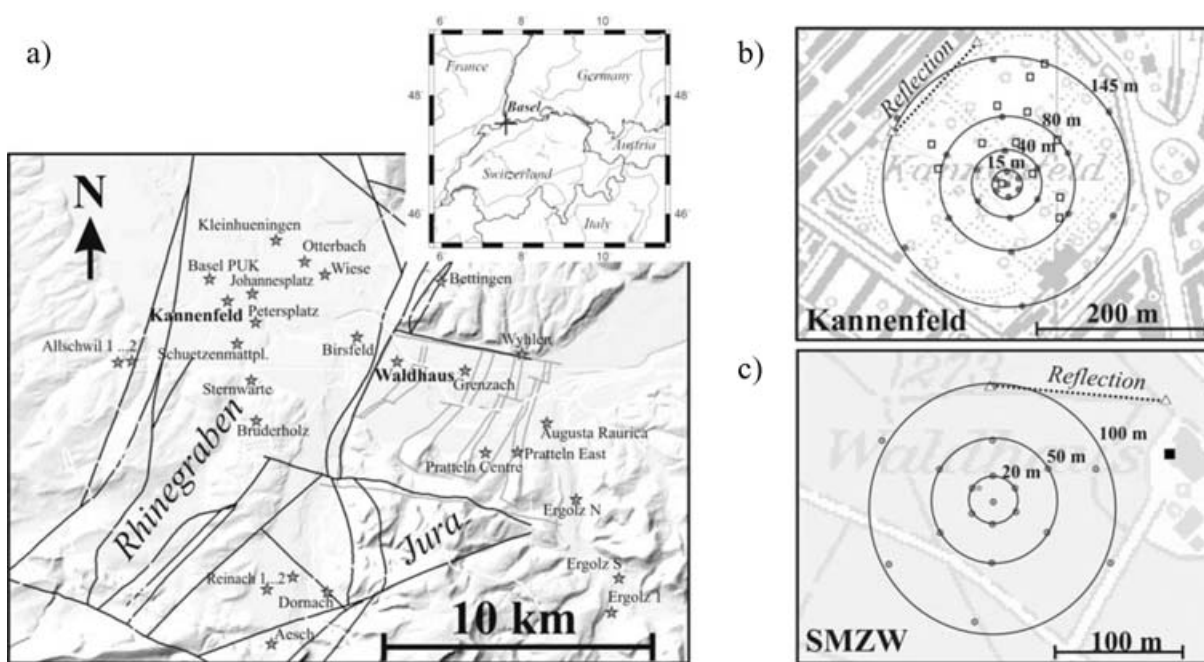 a)
6
8
10
France
Germany
48
48
Basel
Austria
Switzerland
46
46
Italy
6
8
10
N
Kleinhueningen
Otterbach
Basel PUK
Wiese
Johannesplatz
Bettingen
Kannenfeld
Petersplatz
Allschwil 1 ...2
Schuetzenmattpl.
Birsfeld
Wyhlen
Waldhaus
Grenzach
Sternwarte
Bruderholz
Augusta Raurica
Pratteln Centre
Pratteln East
Rhinegraben
Ergolz N
Jura
Ergolz S
Reinach 1...2
Dornach
Ergolz 1
Aesch
10 km
b)
Reflection
145 m
80 m
40 m
15 m
Kannenfeld
Kannenfeld
200 m
c)
Reflection
Waldhaus
100 m
50 m
20 m
SMZW
100 m